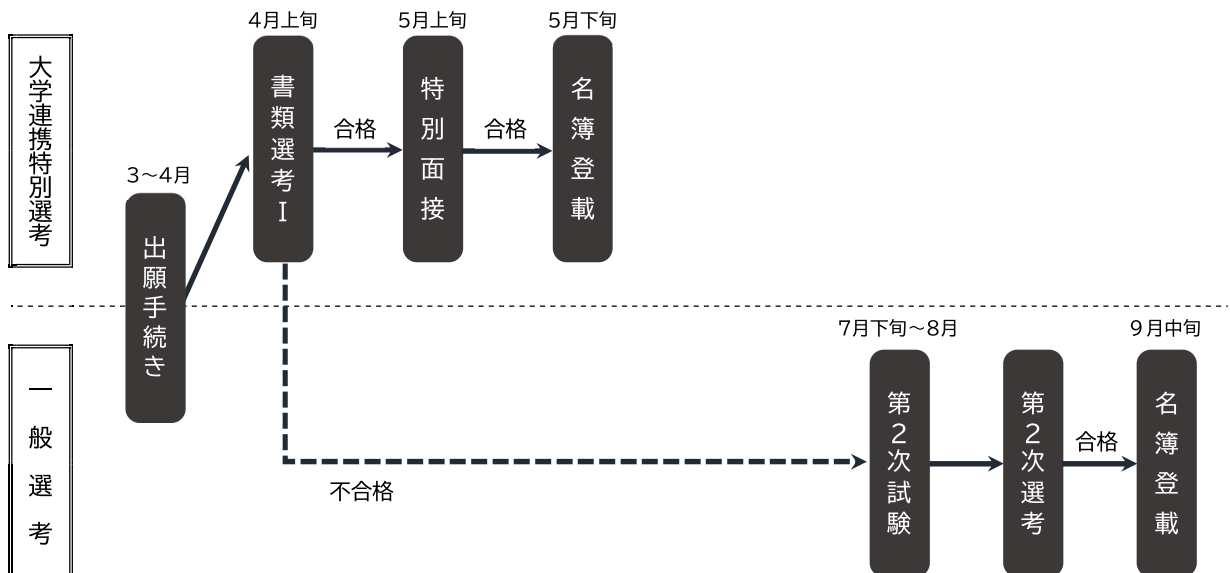 大学連携特別選考
4月上旬
5月上旬
5月下旬
書類選考Ⅰ
合格
特別面接
合格
名簿登載
3～4月
出願手続き
一般選考
不合格
7月下旬～8月
9月中旬
第2次試験
第2次選考
合格
名簿登載